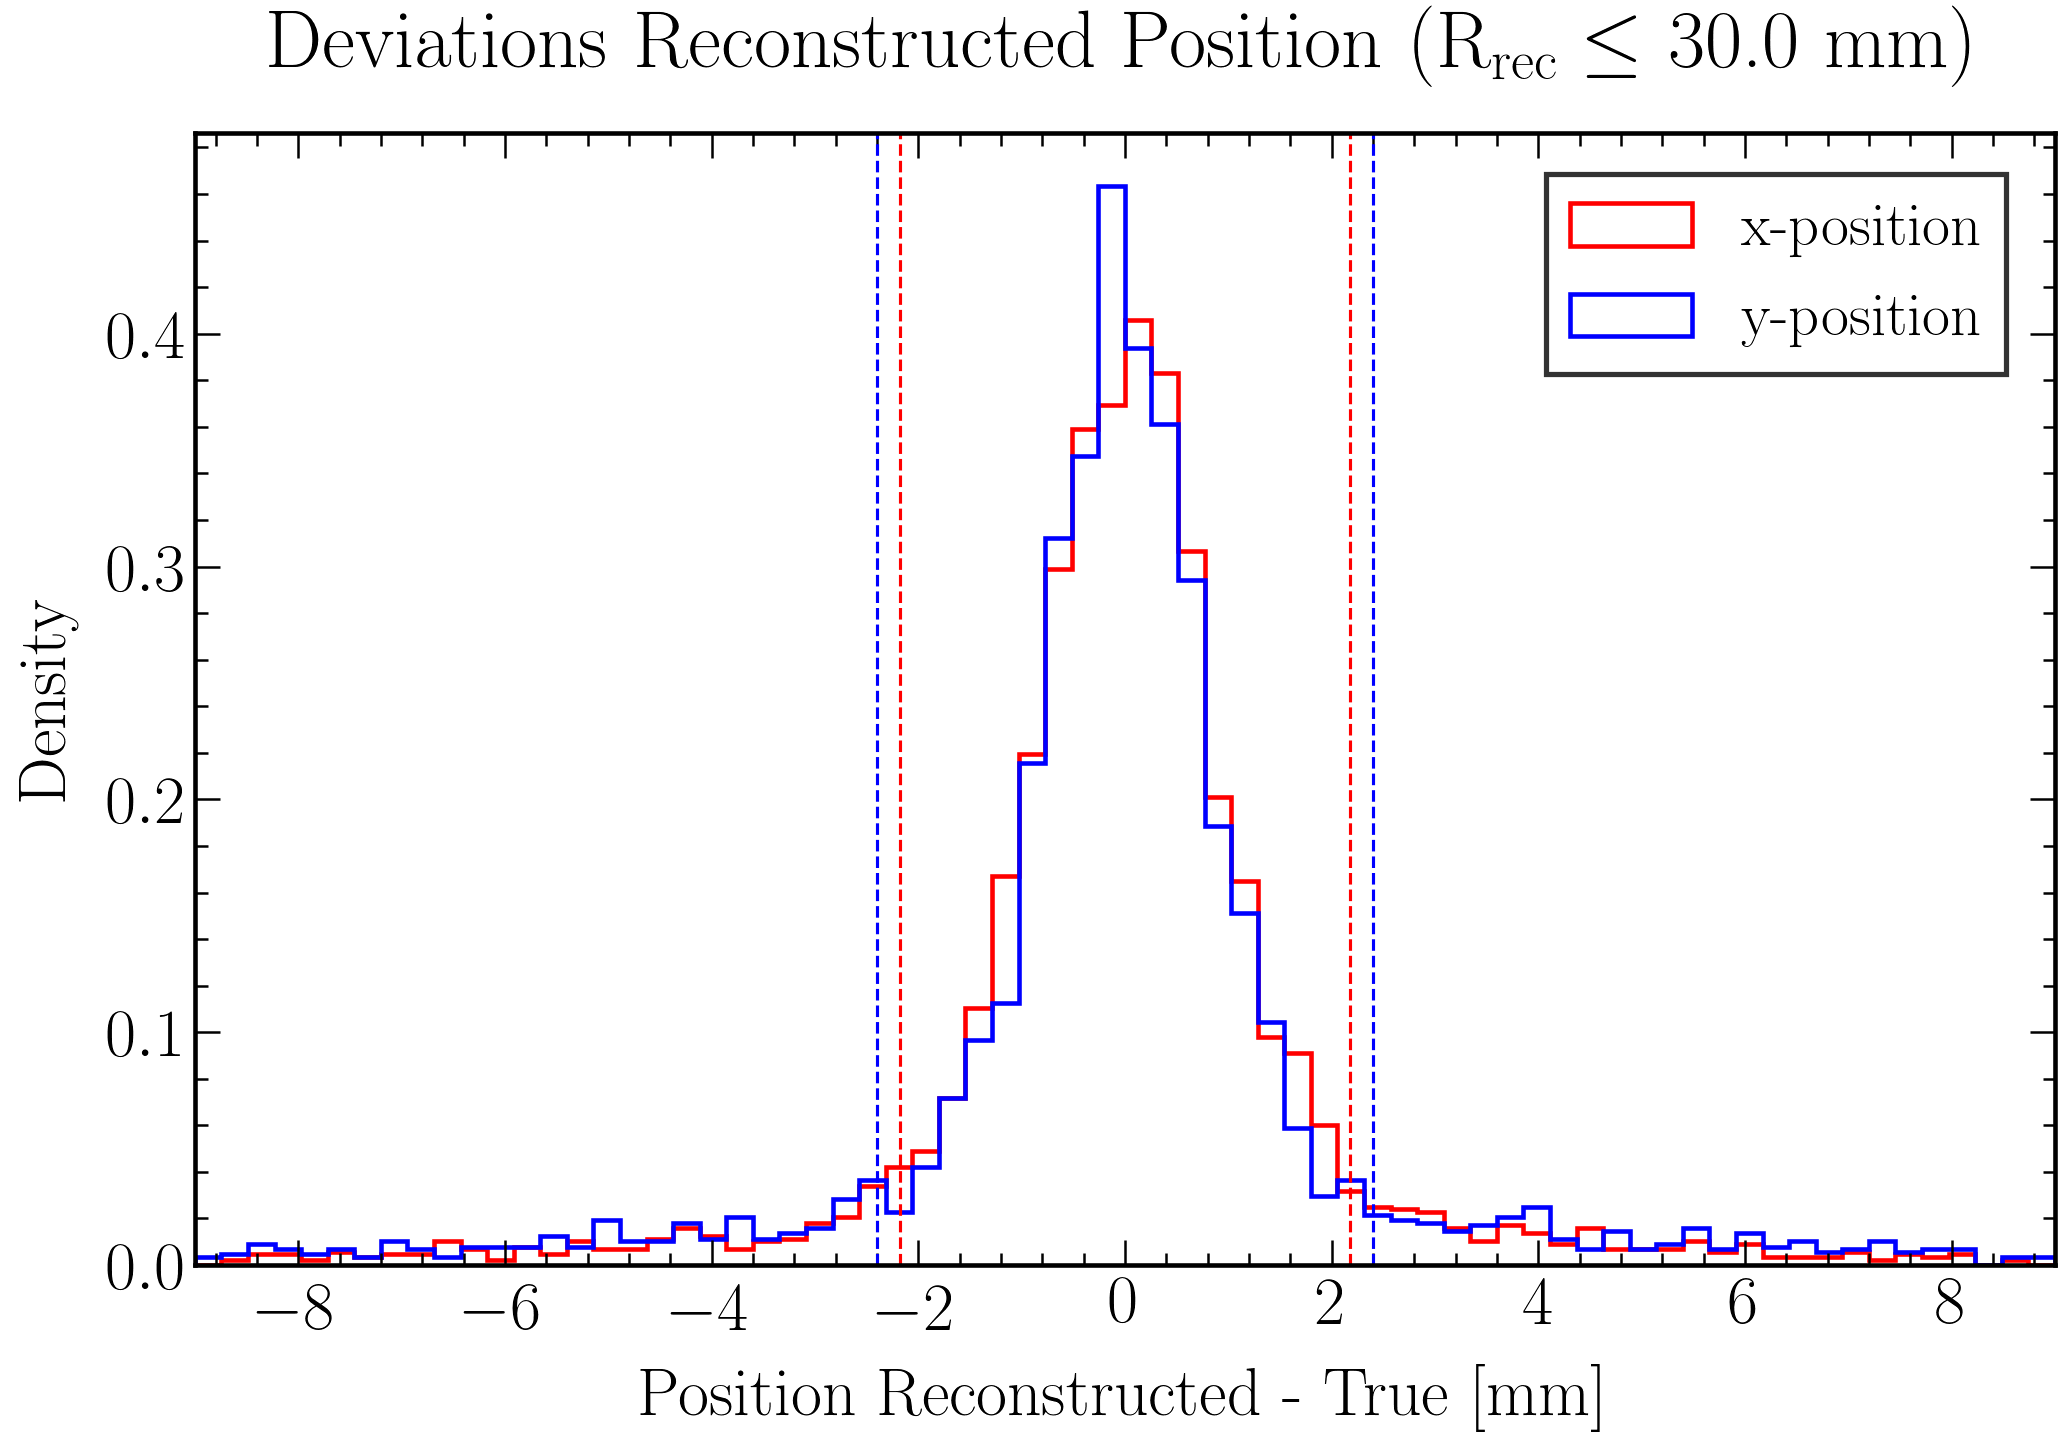 Deviations Reconstructed Position (R_rec ≤ 30.0 mm)
x-position
y-position
0.4
0.3
0.2
0.1
0.0
Density
−8 −6 −4 −2 0 2 4 6 8
Position Reconstructed - True [mm]